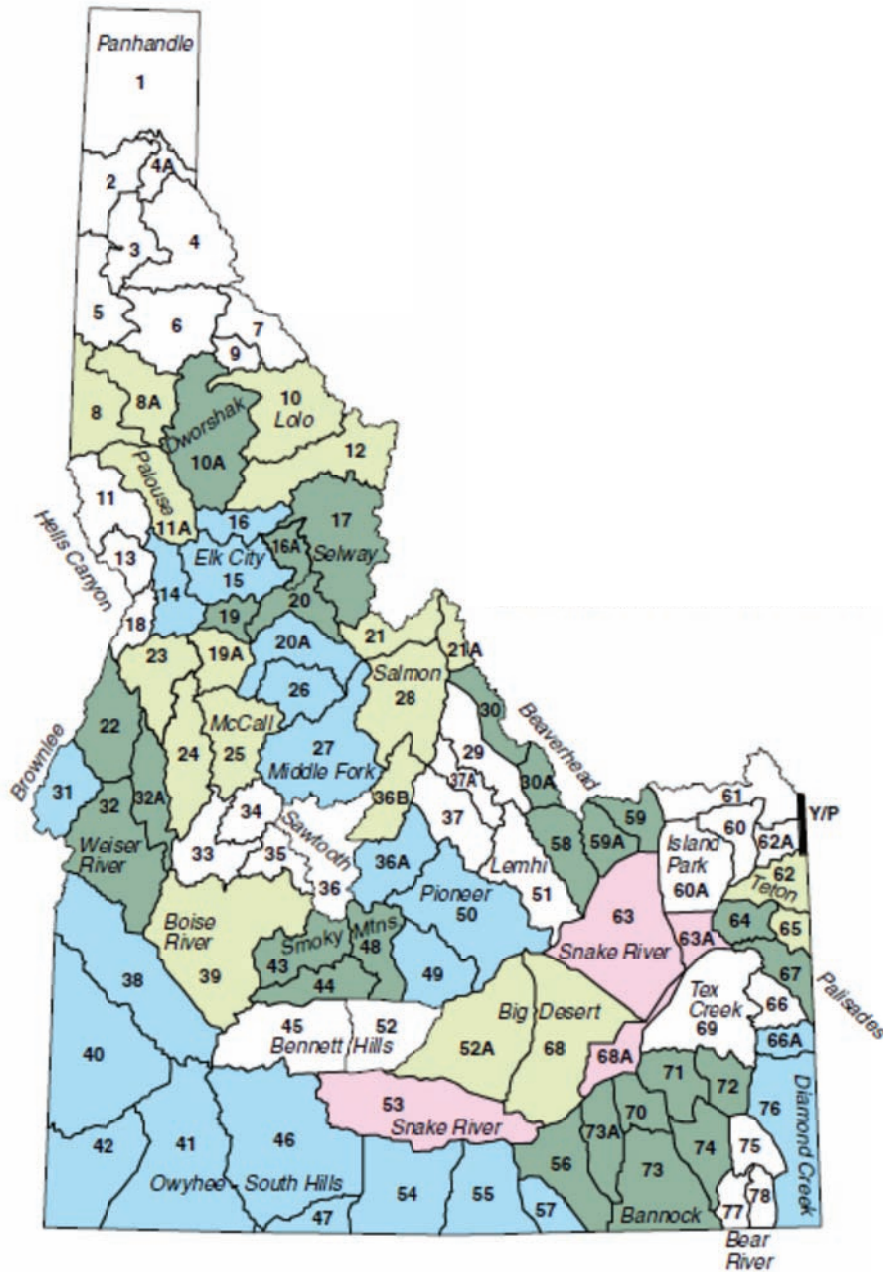 Panhandle
1
2
4A
3
4
5
6
7
9
8
8A
Dworshak
10A
10
Lolo
12
11
Palouse
11A
16
17
Selway
Hells Canyon
13
14
Elk City
15
16A
18
19
20
20A
21
21A
23
19A
26
Salmon
28
22
24
McCall
25
27
Middle Fork
30
29
Beaverhead
Brownlee
31
32
32A
Weiser
River
34
33
35
Sawtooth
36
36B
37A
37
30A
Lemhi
51
58
59A
59
61
60
Island
Park
60A
62A
Y/P
62
Teton
36A
Pioneer
50
63
Snake River
63A
64
65
67
Palisades
Boise
River
39
Smoky Mtns
43
44
48
49
38
40
45
52
Bennett Hills
Big Desert
52A
68
68A
Tex
Creek
69
66
66A
42
41
46
53
Snake River
71
72
76
Diamond Creek
70
73A
74
75
Owyhee - South Hills
47
54
55
56
57
73
Bannock
77
78
Bear
River